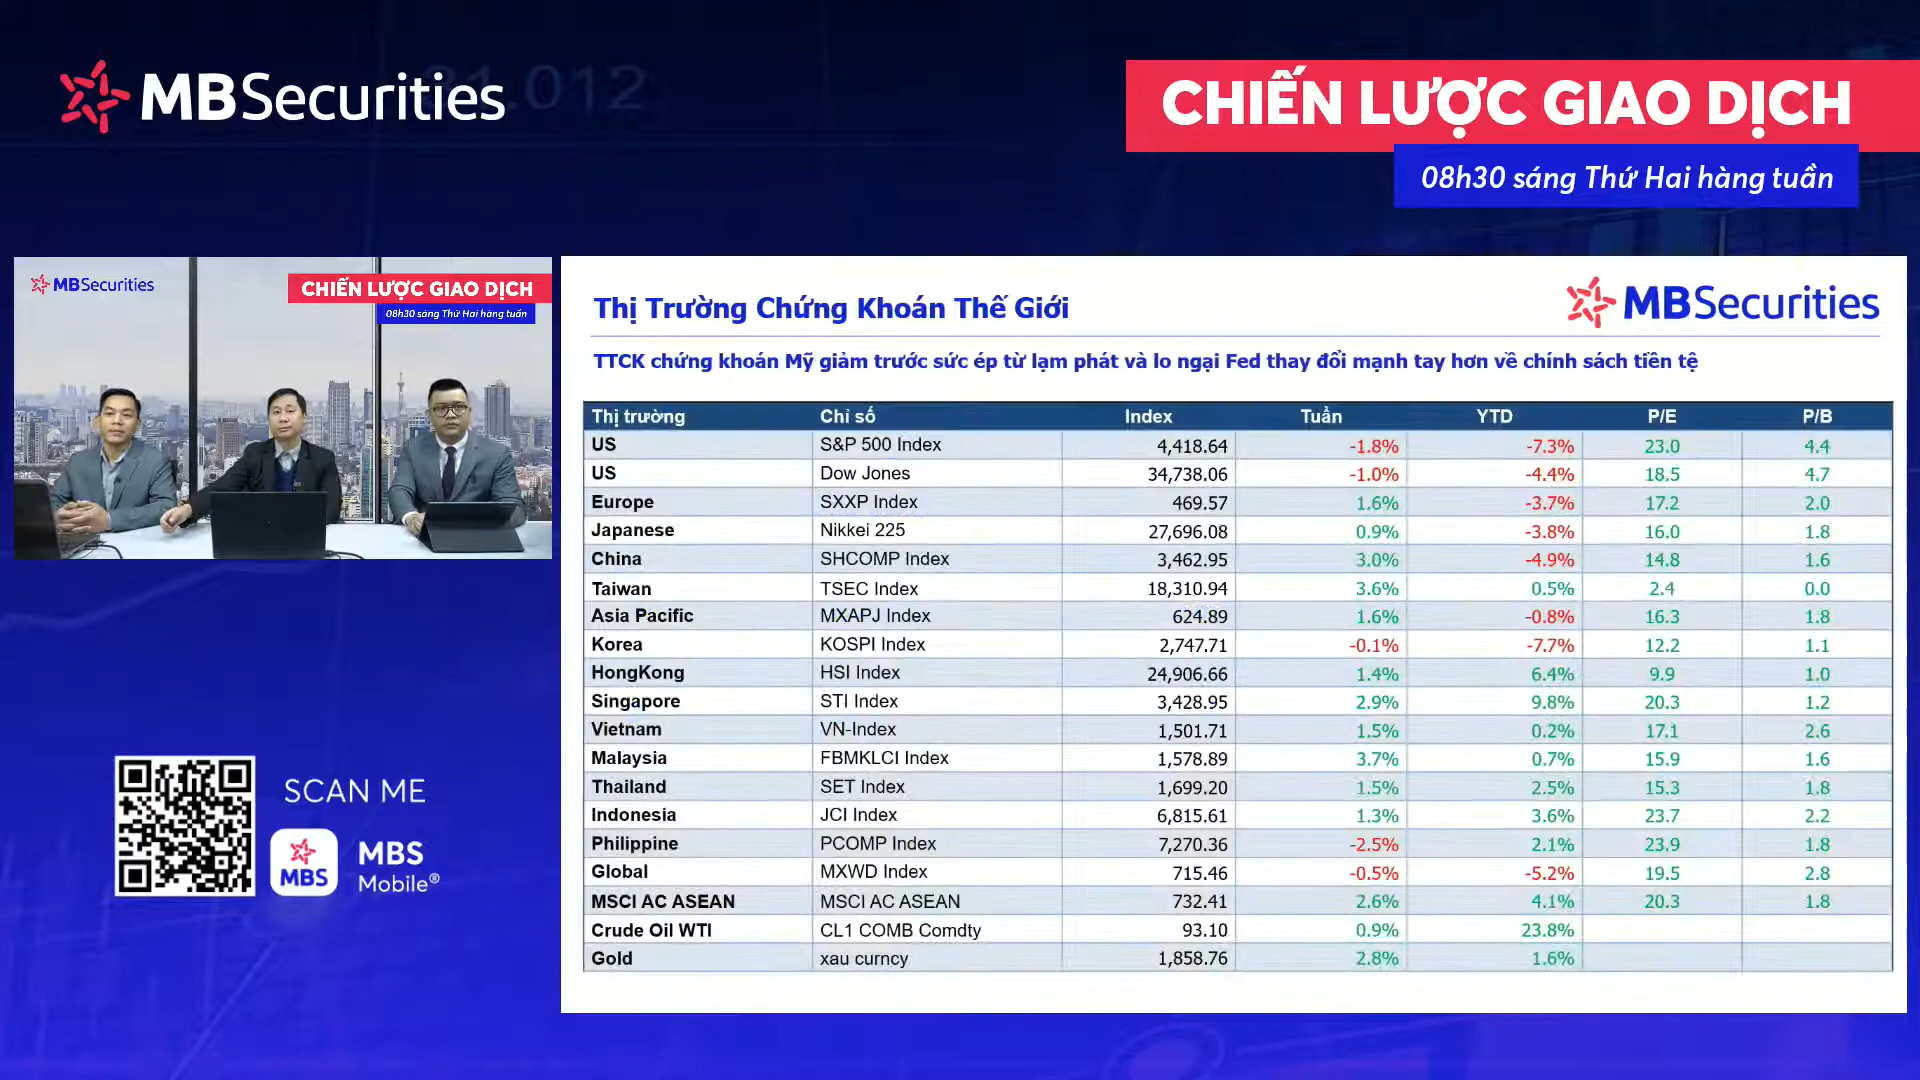 MBSecurities
CHIẾN LƯỢC GIAO DỊCH
08h30 sáng Thứ Hai hàng tuần
MBSecurities
CHIẾN LƯỢC GIAO DỊCH
08h30 sáng Thứ Hai hàng tuần
SCAN ME
MBS
MBS
Mobile®
Thị Trường Chứng Khoán Thế Giới
MBSecurities
TTCK chứng khoán Mỹ giảm trước sức ép từ lạm phát và lo ngại Fed thay đổi mạnh tay hơn về chính sách tiền tệ
Thị trường Chỉ số Index Tuần YTD P/E P/B
US S&P 500 Index 4,418.64 -1.8% -7.3% 23.0 4.4
US Dow Jones 34,738.06 -1.0% -4.4% 18.5 4.7
Europe SXXP Index 469.57 1.6% -3.7% 17.2 2.0
Japanese Nikkei 225 27,696.08 0.9% -3.8% 16.0 1.8
China SHCOMP Index 3,462.95 3.0% -4.9% 14.8 1.6
Taiwan TSEC Index 18,310.94 3.6% 0.5% 2.4 0.0
Asia Pacific MXAPJ Index 624.89 1.6% -0.8% 16.3 1.8
Korea KOSPI Index 2,747.71 -0.1% -7.7% 12.2 1.1
HongKong HSI Index 24,906.66 1.4% 6.4% 9.9 1.0
Singapore STI Index 3,428.95 2.9% 9.8% 20.3 1.2
Vietnam VN-Index 1,501.71 1.5% 0.2% 17.1 2.6
Malaysia FBMKLCI Index 1,578.89 3.7% 0.7% 15.9 1.6
Thailand SET Index 1,699.20 1.5% 2.5% 15.3 1.8
Indonesia JCI Index 6,815.61 1.3% 3.6% 23.7 2.2
Philippine PCOMP Index 7,270.36 -2.5% 2.1% 23.9 1.8
Global MXWD Index 715.46 -0.5% -5.2% 19.5 2.8
MSCI AC ASEAN MSCI AC ASEAN 732.41 2.6% 4.1% 20.3 1.8
Crude Oil WTI CL1 COMB Comdty 93.10 0.9% 23.8%
Gold xau curncy 1,858.76 2.8% 1.6%